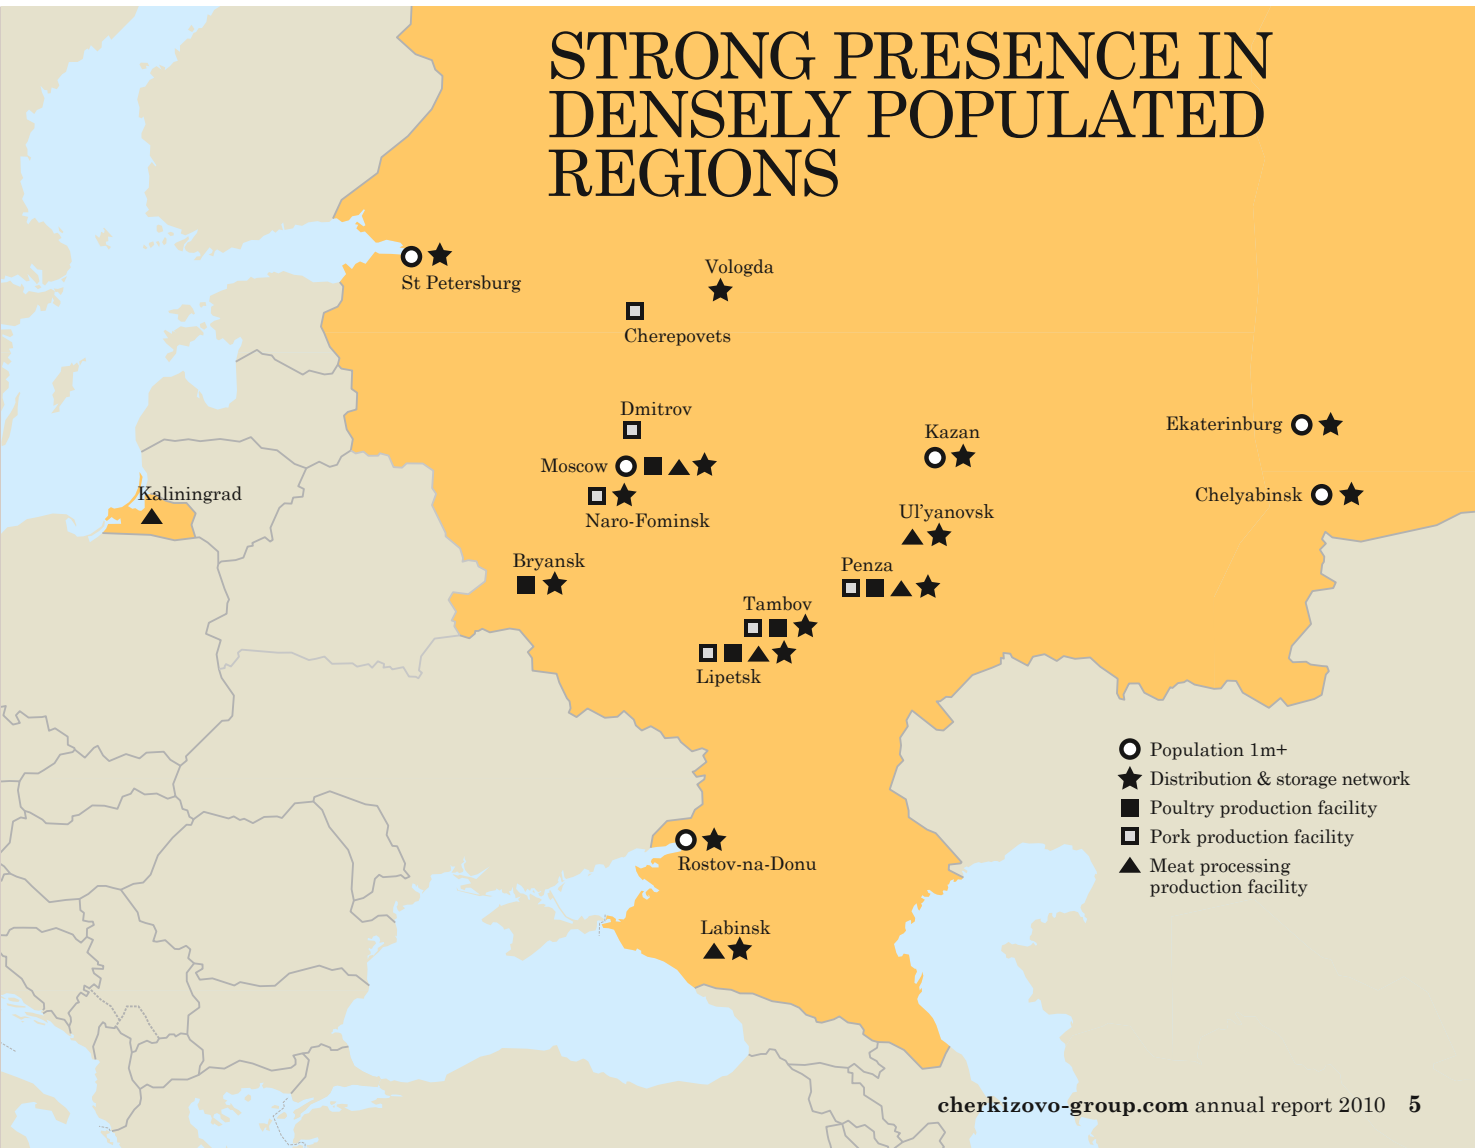 STRONG PRESENCE IN
DENSELY POPULATED
REGIONS
St Petersburg
Vologda
Cherepovets
Dmitrov
Moscow
Naro-Fominsk
Kaliningrad
Bryansk
Kazan
Ekaterinburg
Chelyabinsk
Ul'yanovsk
Penza
Tambov
Lipetsk
Rostov-na-Donu
Labinsk
Population 1m+
Distribution & storage network
Poultry production facility
Pork production facility
Meat processing
production facility
cherkizovo-group.com annual report 2010 5